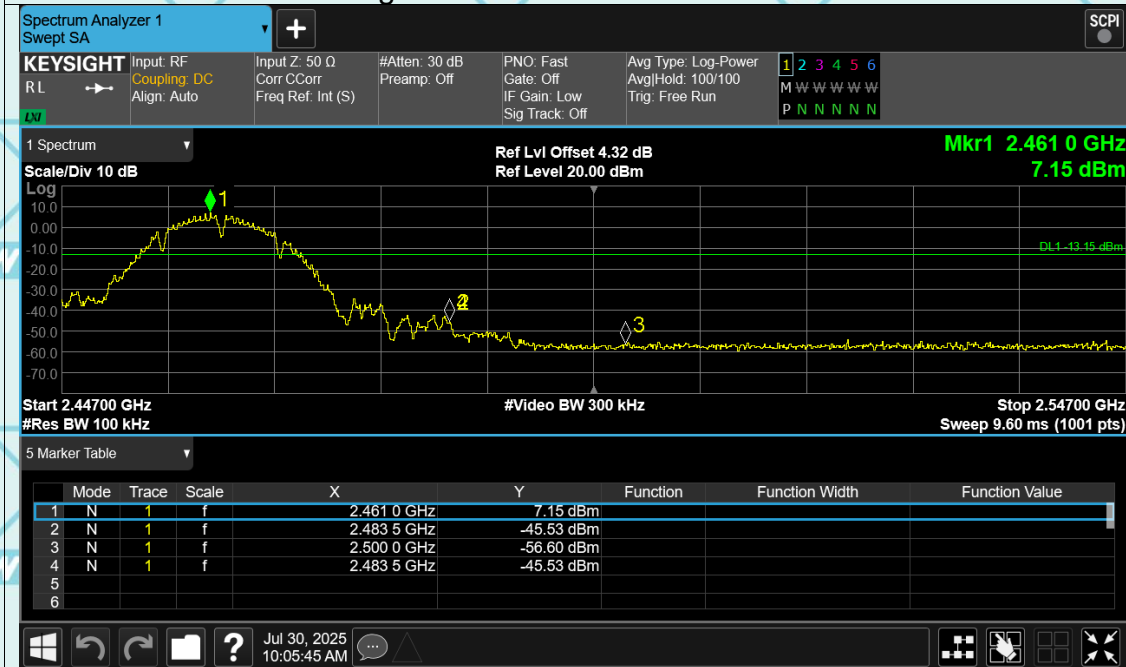 Spectrum Analyzer 1
Swept SA
+
SCPI
KEYSIGHT
RL
LXI
Input: RF
Coupling: DC
Align: Auto
Input Z: 50 Ω
Corr CCorr
Freq Ref: Int (S)
#Atten: 30 dB
Preamp: Off
PNO: Fast
Gate: Off
IF Gain: Low
Sig Track: Off
Avg Type: Log-Power
Avg|Hold: 100/100
Trig: Free Run
1 2 3 4 5 6
M W W W W W
P N N N N N
1 Spectrum
Scale/Div 10 dB
Ref Lvl Offset 4.32 dB
Ref Level 20.00 dBm
Mkr1 2.461 0 GHz
7.15 dBm
Log
10.0
0.00
-10.0
-20.0
-30.0
-40.0
-50.0
-60.0
-70.0
1
DL1 -13.15 dBm
2
3
Start 2.44700 GHz
#Res BW 100 kHz
#Video BW 300 kHz
Stop 2.54700 GHz
Sweep 9.60 ms (1001 pts)
5 Marker Table
Mode Trace Scale X Y Function Function Width Function Value
1 N 1 f 2.461 0 GHz 7.15 dBm
2 N 1 f 2.483 5 GHz -45.53 dBm
3 N 1 f 2.500 0 GHz -56.60 dBm
4 N 1 f 2.483 5 GHz -45.53 dBm
5
6
?
Jul 30, 2025
10:05:45 AM